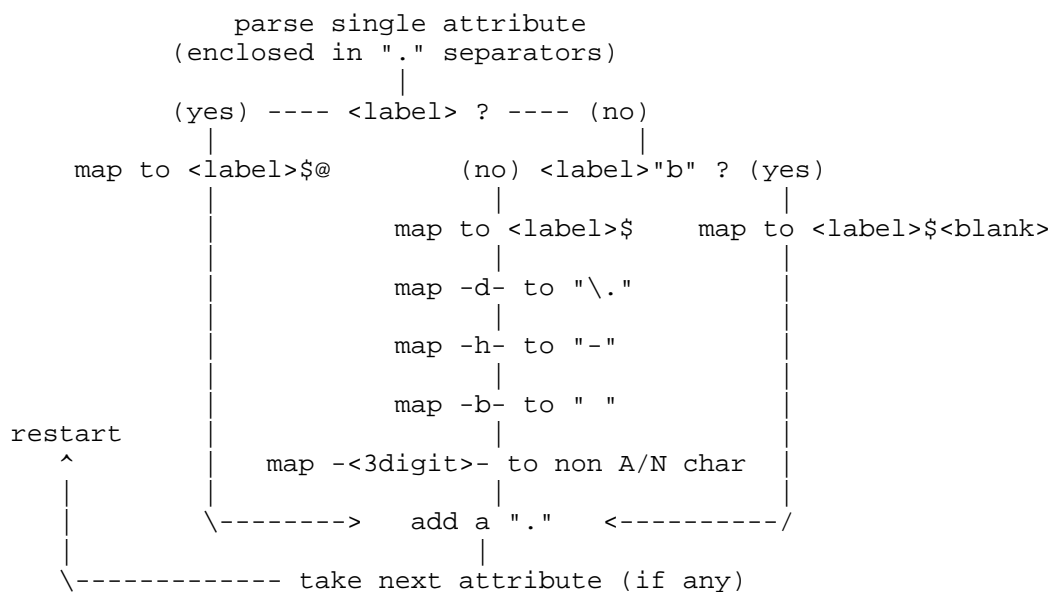 parse single attribute
(enclosed in "." separators)
|
(yes) ---- <label> ? ---- (no)
| |
map to <label>$@ (no) <label>"b" ? (yes)
| | |
| map to <label>$ map to <label>$<blank>
| | |
| map -d- to "\." |
| | |
| map -h- to "-" |
| | |
| map -b- to " " |
restart | | |
^ | map -<3digit>- to non A/N char |
| | | |
| \--------> add a "." <----------/
| |
\------------- take next attribute (if any)